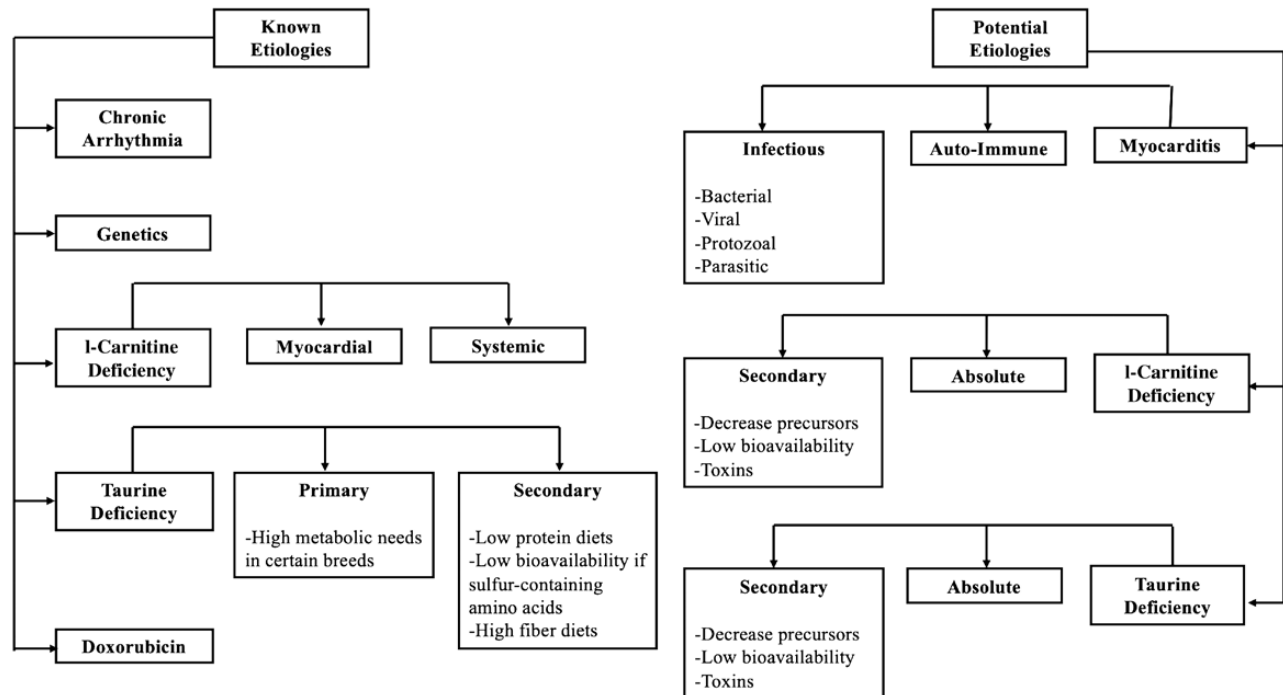 Known
Etiologies
Chronic
Arrhythmia
Genetics
l-Carnitine
Deficiency
Myocardial
Systemic
Taurine
Deficiency
Primary
-High metabolic needs
in certain breeds
Secondary
-Low protein diets
-Low bioavailability if
sulfur-containing
amino acids
-High fiber diets
Doxorubicin
Potential
Etiologies
Infectious
-Bacterial
-Viral
-Protozoal
-Parasitic
Auto-Immune
Myocarditis
Secondary
-Decrease precursors
-Low bioavailability
-Toxins
Absolute
l-Carnitine
Deficiency
Secondary
-Decrease precursors
-Low bioavailability
-Toxins
Absolute
Taurine
Deficiency